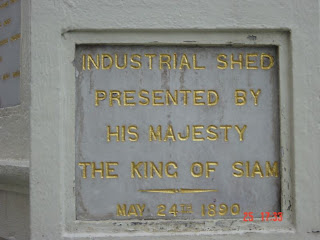 INDUSTRIAL SHED
PRESENTED BY
HIS MAJESTY
THE KING OF SIAM
MAY 24TH 1890